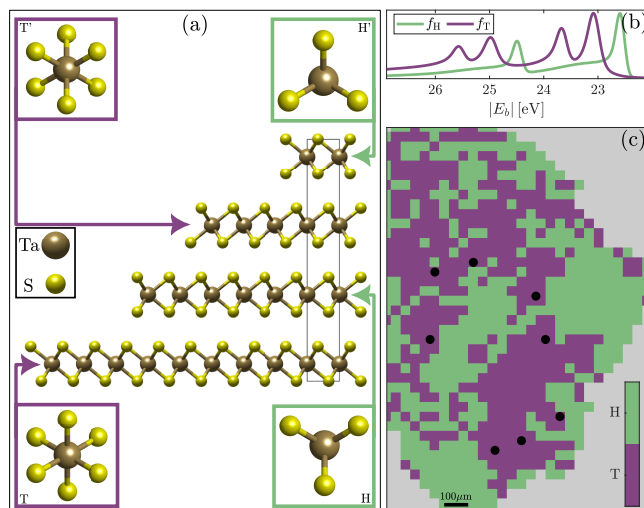 (a)
T'
H'
Ta
S
T
H
f_H
f_T
(b)
26
25
24
23
|E_b| [eV]
(c)
H
T
100μm